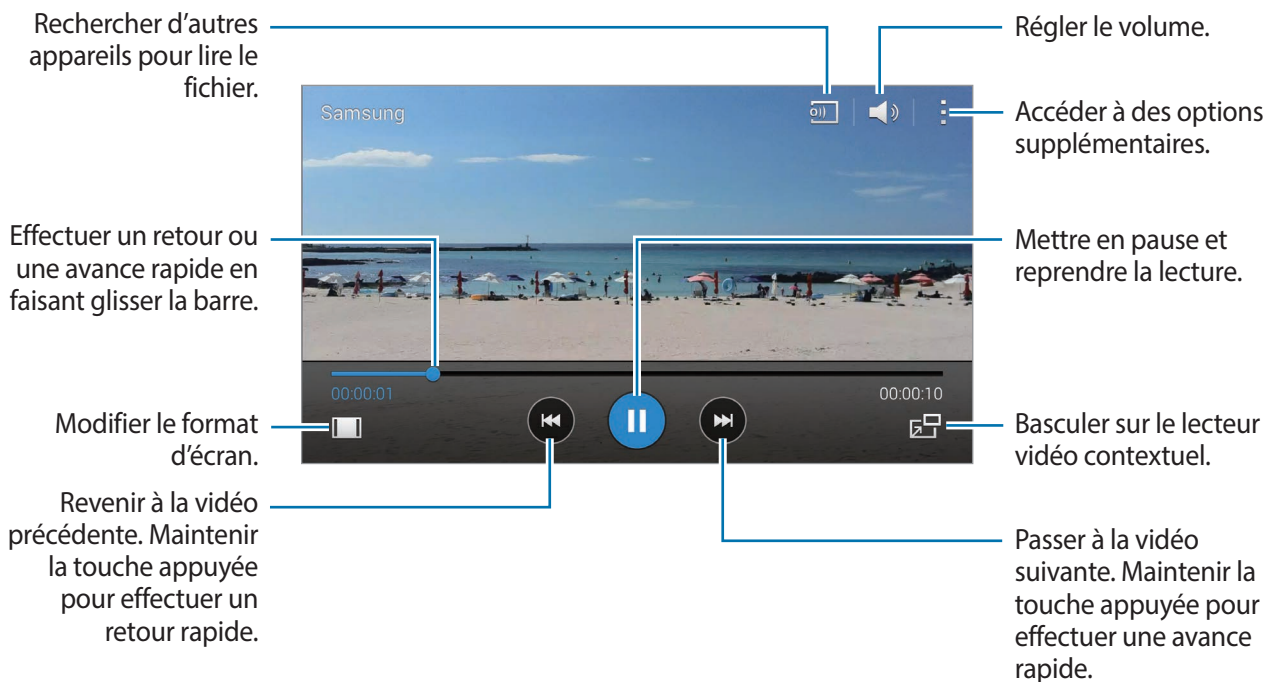 Rechercher d’autres
appareils pour lire le
fichier.
Régler le volume.
Samsung
Accéder à des options
supplémentaires.
Effectuer un retour ou
une avance rapide en
faisant glisser la barre.
Mettre en pause et
reprendre la lecture.
00:00:01
00:00:10
Modifier le format
d’écran.
Basculer sur le lecteur
vidéo contextuel.
Revenir à la vidéo
précédente. Maintenir
la touche appuyée
pour effectuer un
retour rapide.
Passer à la vidéo
suivante. Maintenir la
touche appuyée pour
effectuer une avance
rapide.